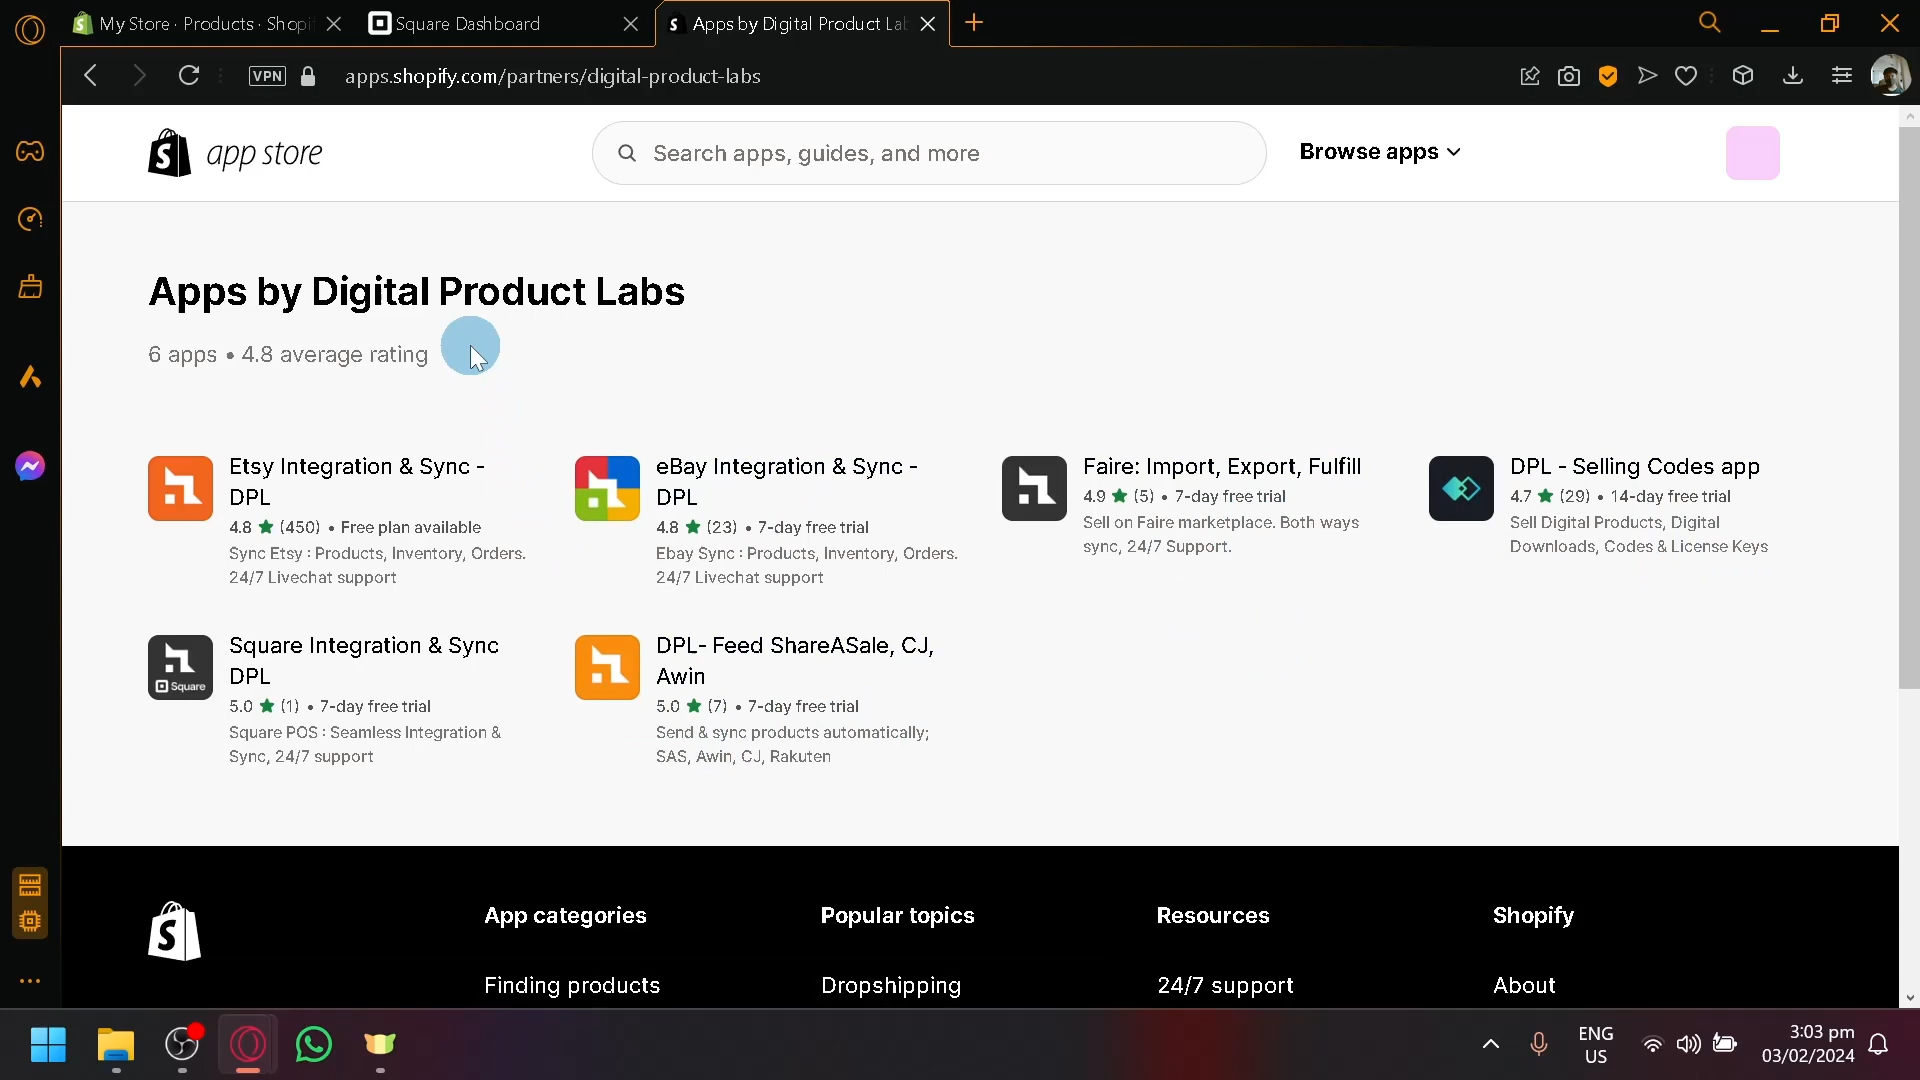 My Store · Products · Shopi
Square Dashboard
Apps by Digital Product Lab
VPN
apps.shopify.com/partners/digital-product-labs
app store
Search apps, guides, and more
Browse apps
Apps by Digital Product Labs
6 apps • 4.8 average rating
Etsy Integration & Sync -
DPL
4.8 ★ (450) • Free plan available
Sync Etsy : Products, Inventory, Orders.
24/7 Livechat support
eBay Integration & Sync -
DPL
4.8 ★ (23) • 7-day free trial
Ebay Sync : Products, Inventory, Orders.
24/7 Livechat support
Faire: Import, Export, Fulfill
4.9 ★ (5) • 7-day free trial
Sell on Faire marketplace. Both ways
sync, 24/7 Support.
DPL - Selling Codes app
4.7 ★ (29) • 14-day free trial
Sell Digital Products, Digital
Downloads, Codes & License Keys
Square
Square Integration & Sync
DPL
5.0 ★ (1) • 7-day free trial
Square POS : Seamless Integration &
Sync, 24/7 support
DPL- Feed ShareASale, CJ,
Awin
5.0 ★ (7) • 7-day free trial
Send & sync products automatically;
SAS, Awin, CJ, Rakuten
App categories
Popular topics
Resources
Shopify
Finding products
Dropshipping
24/7 support
About
ENG
US
3:03 pm
03/02/2024